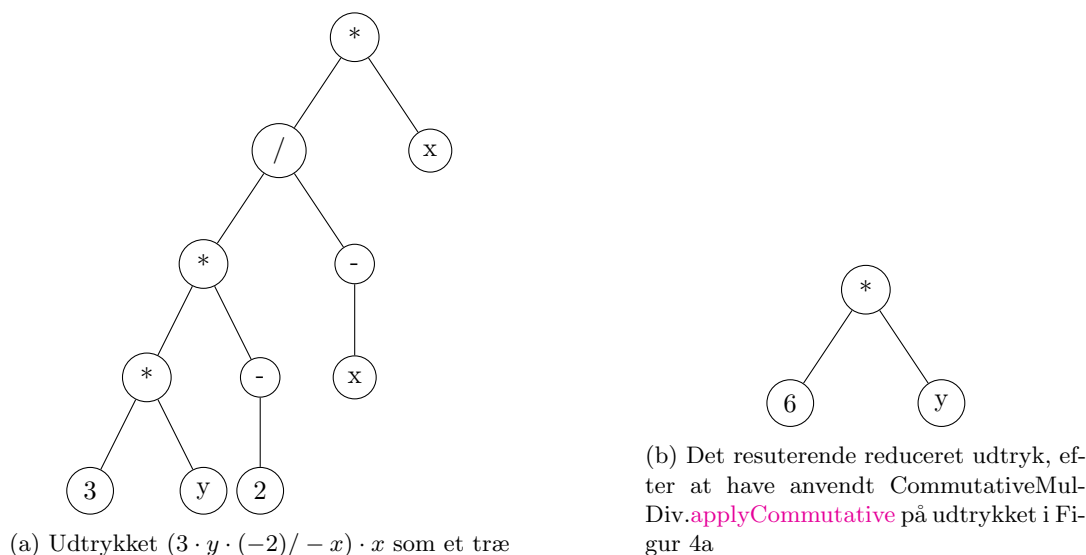 *
/
x
*
-
*
-
x
3
y
2
(a) Udtrykket (3 · y · (−2)/ − x) · x som et træ
*
6
y
(b) Det resuterende reduceret udtryk, ef-
ter at have anvendt CommutativeMul-
Div.applyCommutative på udtrykket i Fi-
gur 4a